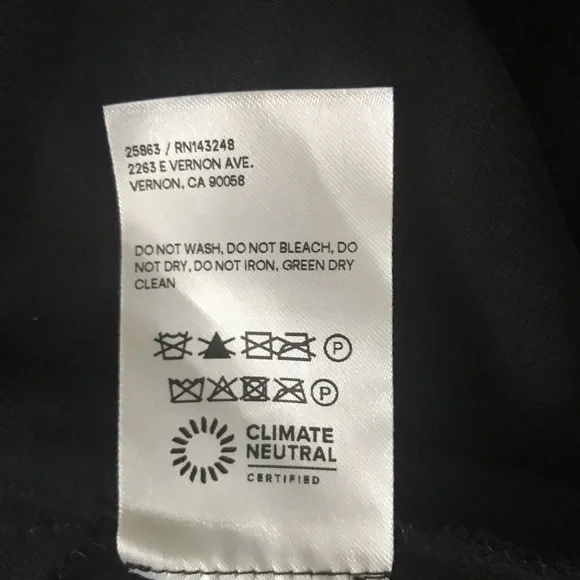 25863 / RN143248
2263 E VERNON AVE.
VERNON, CA 90058
DO NOT WASH, DO NOT BLEACH, DO
NOT DRY, DO NOT IRON, GREEN DRY
CLEAN
P
P
CLIMATE
NEUTRAL
CERTIFIED